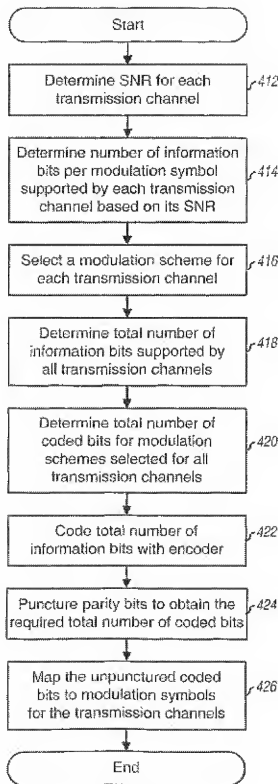 Start
Determine SNR for each
transmission channel
412
Determine number of information
bits per modulation symbol
supported by each transmission
channel based on its SNR
414
Select a modulation scheme for
each transmission channel
416
Determine total number of
information bits supported by
all transmission channels
418
Determine total number of
coded bits for modulation
schemes selected for all
transmission channels
420
Code total number of
information bits with encoder
422
Puncture parity bits to obtain the
required total number of coded bits
424
Map the unpunctured coded
bits to modulation symbols
for the transmission channels
426
End